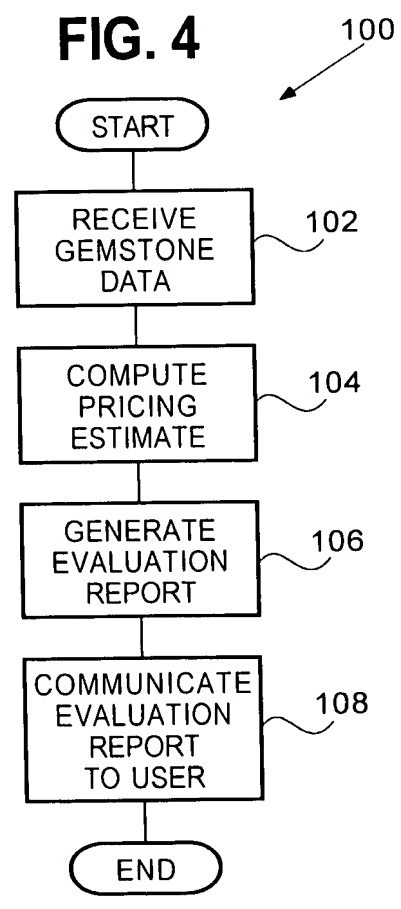 FIG. 4
100
START
RECEIVE
GEMSTONE
DATA
102
COMPUTE
PRICING
ESTIMATE
104
GENERATE
EVALUATION
REPORT
106
COMMUNICATE
EVALUATION
REPORT
TO USER
108
END